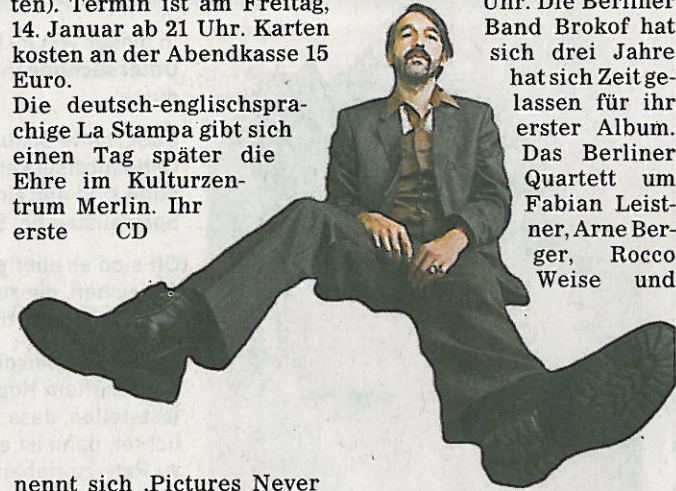 ten). Termin ist am Freitag,
14. Januar ab 21 Uhr. Karten
kosten an der Abendkasse 15
Euro.
Die deutsch-englischspra-
chige La Stampa gibt sich
einen Tag später die
Ehre im Kulturzen-
trum Merlin. Ihr
erste CD
nennt sich ‚Pictures Never
Uhr. Die Berliner
Band Brokof hat
sich drei Jahre
hat sich Zeit ge-
lassen für ihr
erster Album.
Das Berliner
Quartett um
Fabian Leist-
ner, Arne Ber-
ger, Rocco
Weise und